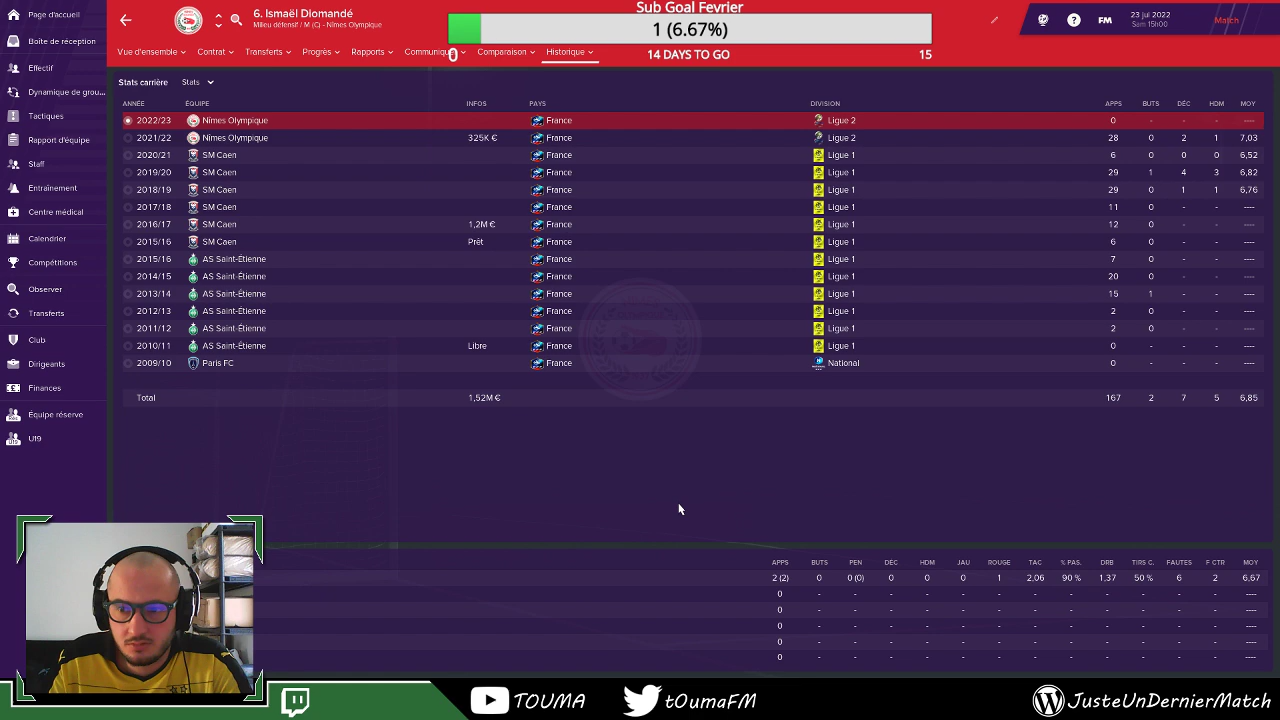 Page d'accueil
Boîte de réception
Effectif
Dynamique de grou...
Tactiques
Rapport d'équipe
Staff
Entraînement
Centre médical
Calendrier
Compétitions
Observer
Transferts
Club
Dirigeants
Finances
Équipe réserve
U19
6. Ismaël Diomandé
Milieu défensif / M (C) - Nîmes Olympique
Sub Goal Fevrier
1 (6.67%)
0 14 DAYS TO GO 15
FM 23 jul 2022
Sam 15h00
Match
Vue d'ensemble Contrat Transferts Progrès Rapports Communiqu Comparaison Historique
Stats carrière Stats
ANNÉE ÉQUIPE INFOS PAYS DIVISION APPS BUTS DÉC HDM MOY
2022/23 Nîmes Olympique France Ligue 2 0 - - - ----
2021/22 Nîmes Olympique 325K € France Ligue 2 28 0 2 1 7,03
2020/21 SM Caen France Ligue 1 6 0 0 0 6,52
2019/20 SM Caen France Ligue 1 29 1 4 3 6,82
2018/19 SM Caen France Ligue 1 29 0 1 1 6,76
2017/18 SM Caen France Ligue 1 11 0 - - ----
2016/17 SM Caen 1,2M € France Ligue 1 12 0 - - ----
2015/16 SM Caen Prêt France Ligue 1 6 0 - - ----
2015/16 AS Saint-Étienne France Ligue 1 7 0 - - ----
2014/15 AS Saint-Étienne France Ligue 1 20 0 - - ----
2013/14 AS Saint-Étienne France Ligue 1 15 1 - - ----
2012/13 AS Saint-Étienne France Ligue 1 2 0 - - ----
2011/12 AS Saint-Étienne France Ligue 1 2 0 - - ----
2010/11 AS Saint-Étienne Libre France Ligue 1 0 0 - - ----
2009/10 Paris FC France National 0 0 - - ----
Total 1,52M € 167 2 7 5 6,85
APPS BUTS PEN DÉC HDM JAU ROUGE TAC % PAS. DRB TIRS C. FAUTES F CTR MOY
2 (2) 0 0 (0) 0 0 0 1 2,06 90 % 1,37 50 % 6 2 6,67
0 - - - - - - - - - - - - ----
0 - - - - - - - - - - - - ----
0 - - - - - - - - - - - - ----
0 - - - - - - - - - - - - ----
0 - - - - - - - - - - - - ----
TOUMA
tOumaFM
JusteUnDernierMatch